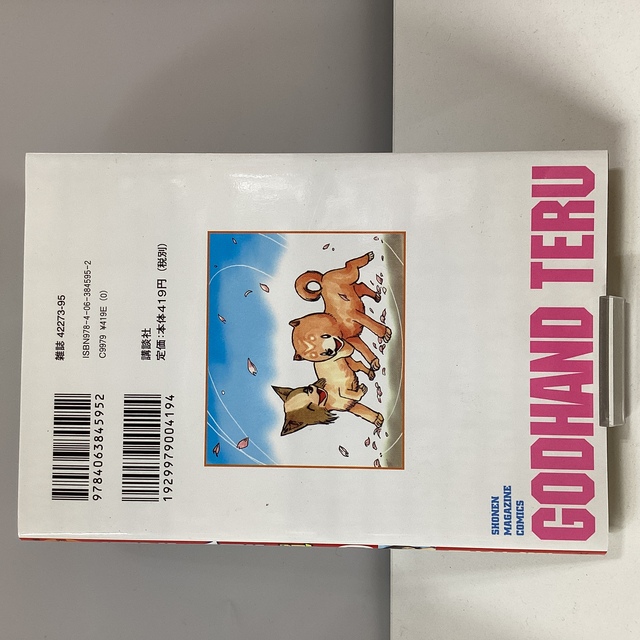 GODHAND TERU
SHONEN
MAGAZINE
COMICS
9784063845952
1929979004194
雑誌 42273-95
ISBN978-4-06-384595-2
C9979 ¥419E (0)
講談社
定価:本体419円(税別)